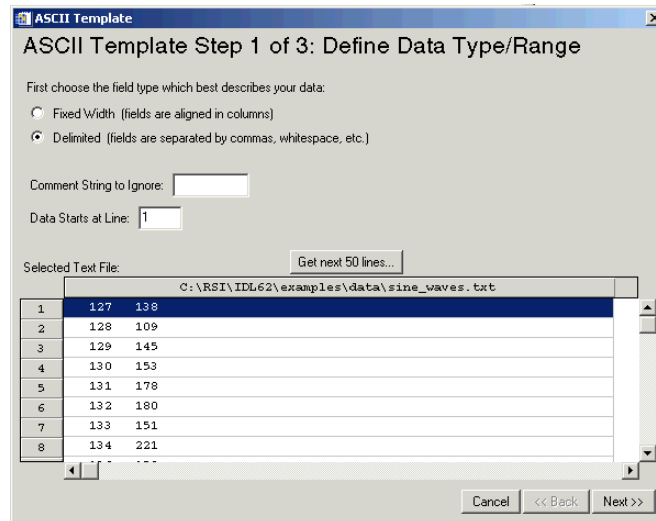 ASCII Template
ASCII Template Step 1 of 3: Define Data Type/Range
First choose the field type which best describes your data:
Fixed Width (fields are aligned in columns)
Delimited (fields are separated by commas, whitespace, etc.)
Comment String to Ignore:
Data Starts at Line: 1
Selected Text File: Get next 50 lines...
C:\RSI\IDL62\examples\data\sine_waves.txt
1 127 138
2 128 109
3 129 145
4 130 153
5 131 178
6 132 180
7 133 151
8 134 221
Cancel << Back Next >>